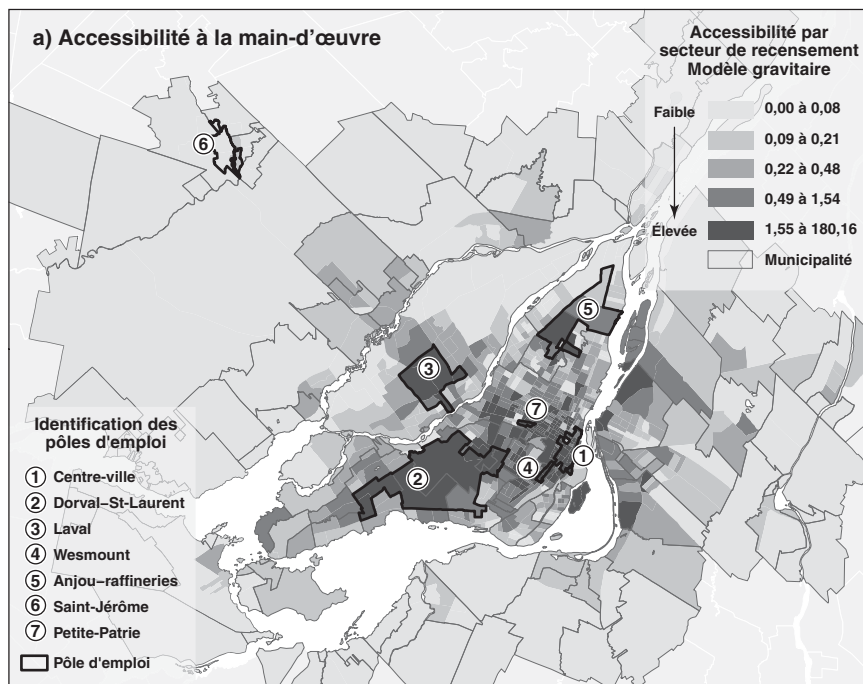 a) Accessibilité à la main-d'œuvre
Accessibilité par
secteur de recensement
Modèle gravitaire
Faible
Élevée
0,00 à 0,08
0,09 à 0,21
0,22 à 0,48
0,49 à 1,54
1,55 à 180,16
Municipalité
6
5
3
7
1
4
2
Identification des
pôles d'emploi
1 Centre-ville
2 Dorval–St-Laurent
3 Laval
4 Wesmount
5 Anjou–raffineries
6 Saint-Jérôme
7 Petite-Patrie
Pôle d'emploi